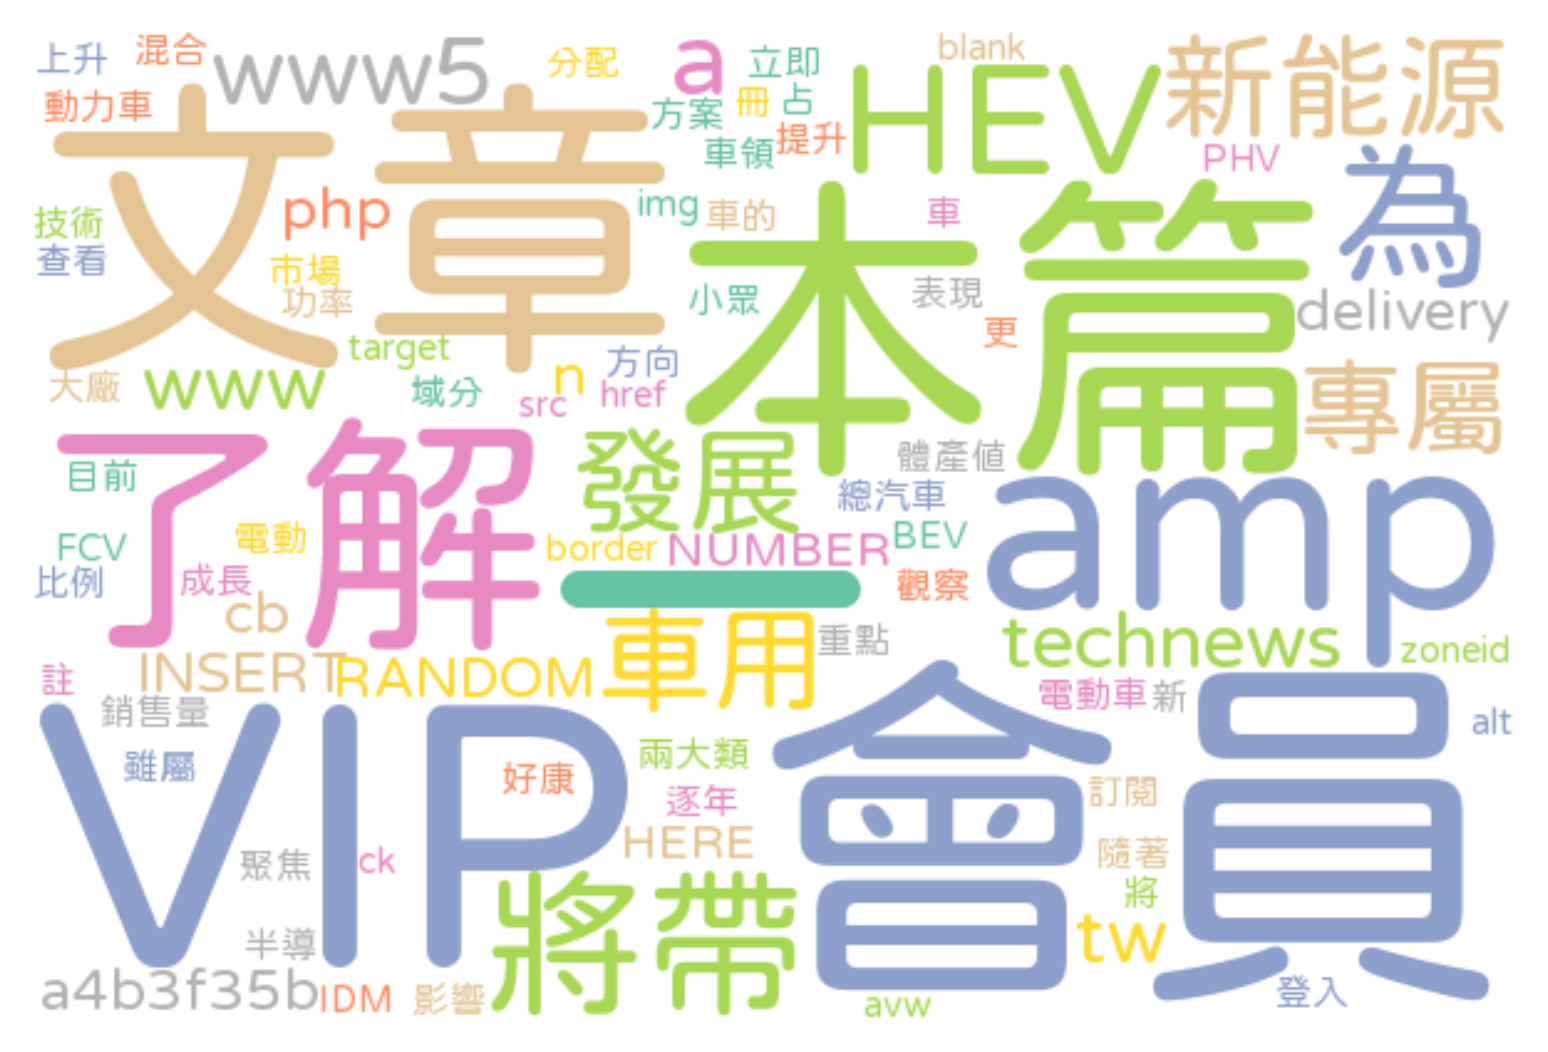 上升
混合
www5
分配
a
立即
blank
新能源
動力車
文章
方案
冊
占
HEV
車領
提升
PHV
為
技術
php
img
車的
車
本篇
查看
市場
功率
小眾
表現
delivery
更
target
方向
大廠
www
域分
n
src
href
專屬
了解
發展
體產值
目前
總汽車
amp
FCV
電動
border
NUMBER
BEV
比例
成長
一
觀察
cb
車用
重點
technews
zoneid
註
INSERT
RANDOM
電動車
新
銷售量
VIP
會員
alt
雖屬
好康
兩大類
逐年
訂閱
HERE
聚焦
ck
隨著
將帶
將
半導
tw
a4b3f35b
IDM
影響
avw
登入